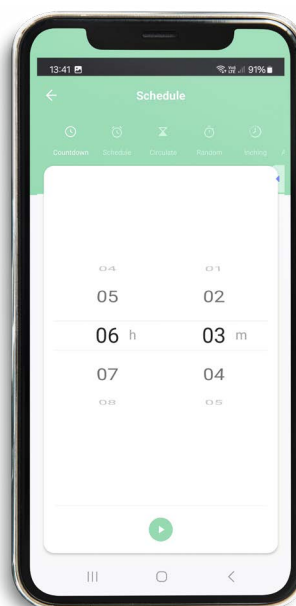 13:41 91%
Schedule
Countdown Schedule Circulate Random Inching
04 01
05 02
06 h 03 m
07 04
08 05